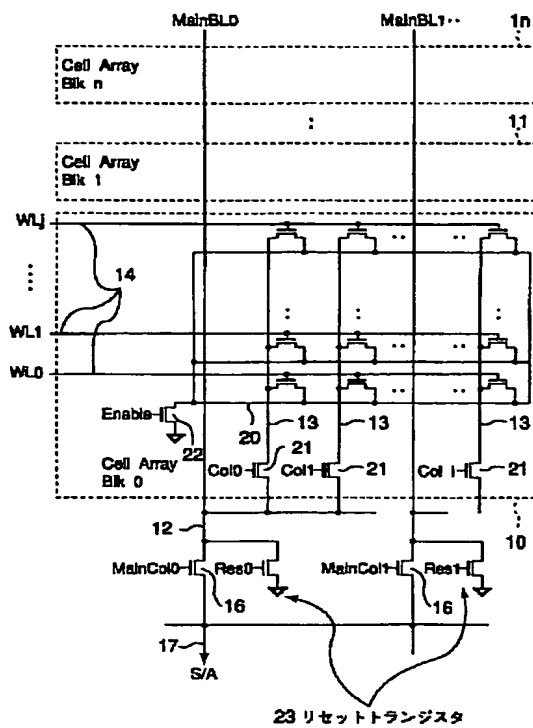 MainBL0
MainBL1··
1n
Cell Array
Blk n
11
Cell Array
Blk 1
WLj
14
WL1
WL0
Enable
22
20
13
13
13
21
Col0
Col1
21
Col i
21
Cell Array
Blk 0
12
10
MainCol0
Res0
MainCol1
Res1
16
16
17
S/A
23 リセットトランジスタ